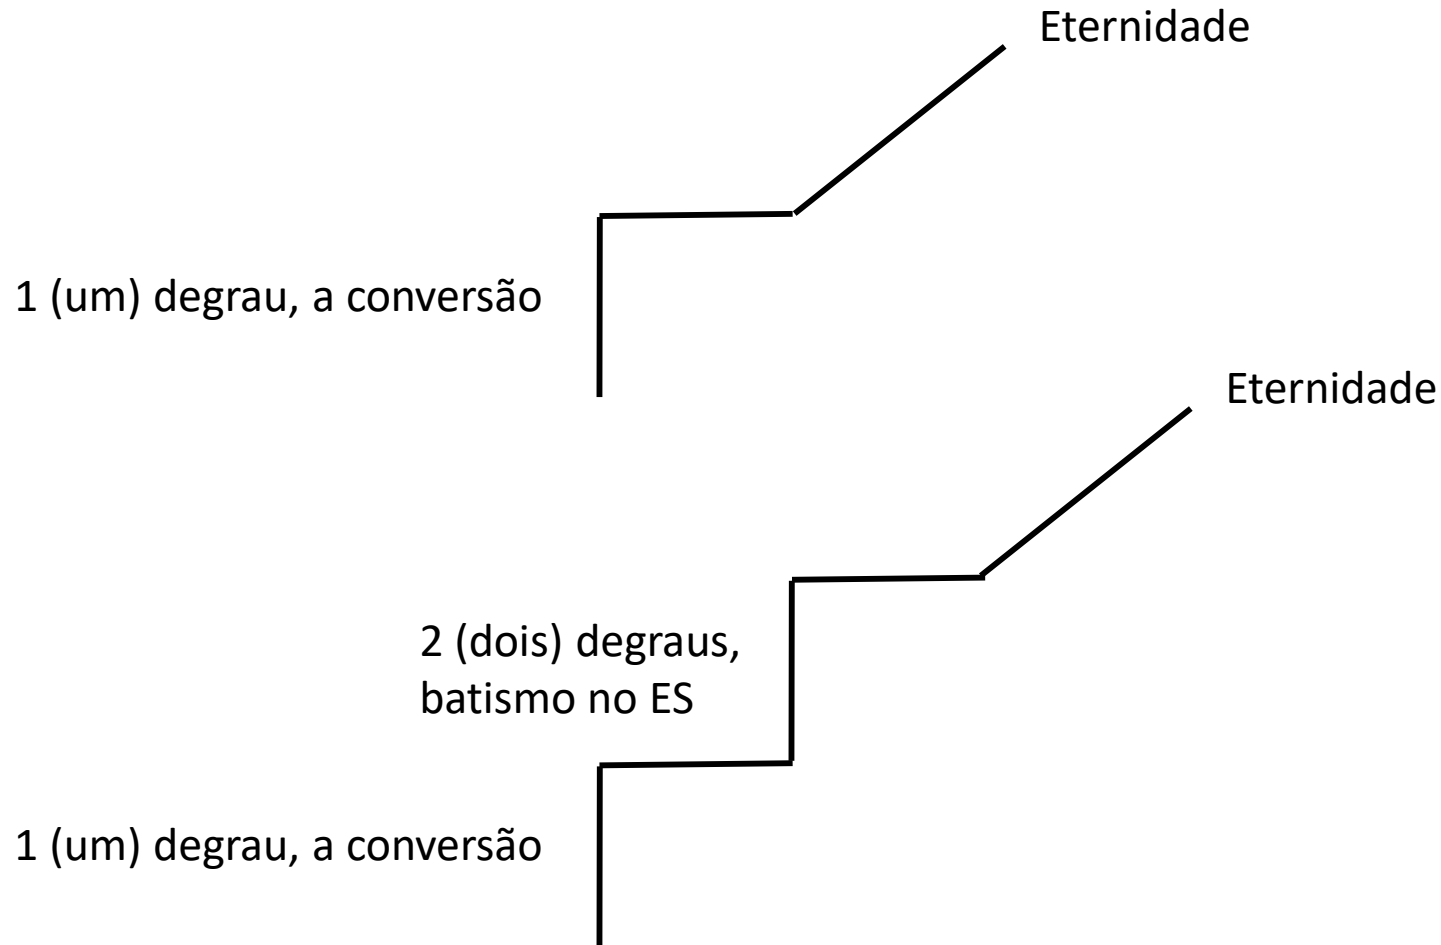 Eternidade
1 (um) degrau, a conversão
Eternidade
2 (dois) degraus,
batismo no ES
1 (um) degrau, a conversão